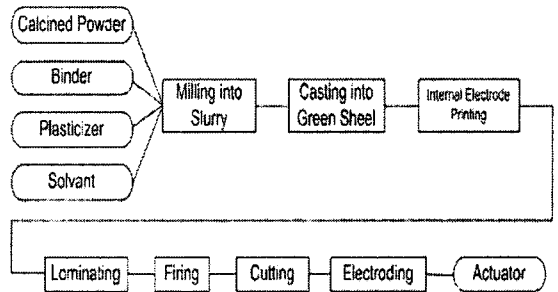 Calcined Powder
Binder
Plasticizer
Solvant
Milling into
Slurry
Casting into
Green Sheel
Internal Electrode
Printing
Lominating
Firing
Cutting
Electroding
Actuator